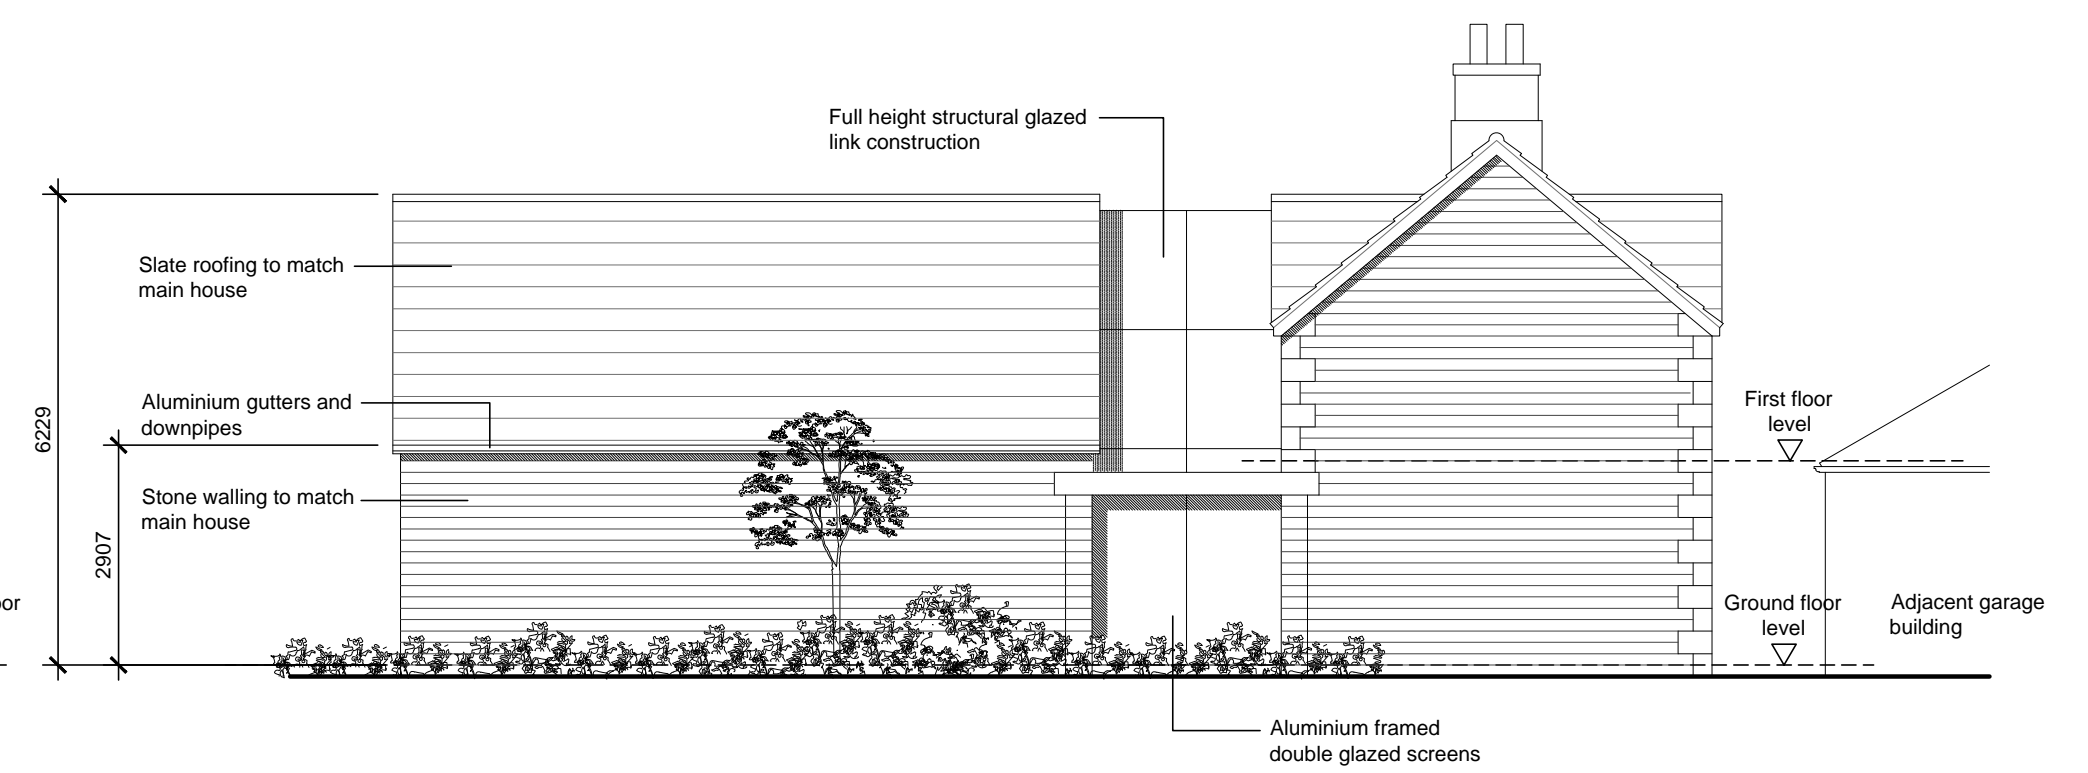 Full height structural glazed
link construction
Slate roofing to match
main house
Aluminium gutters and
downpipes
6229
First floor
level
Stone walling to match
main house
2907
oor
Ground floor
level
Adjacent garage
building
Aluminium framed
double glazed screens